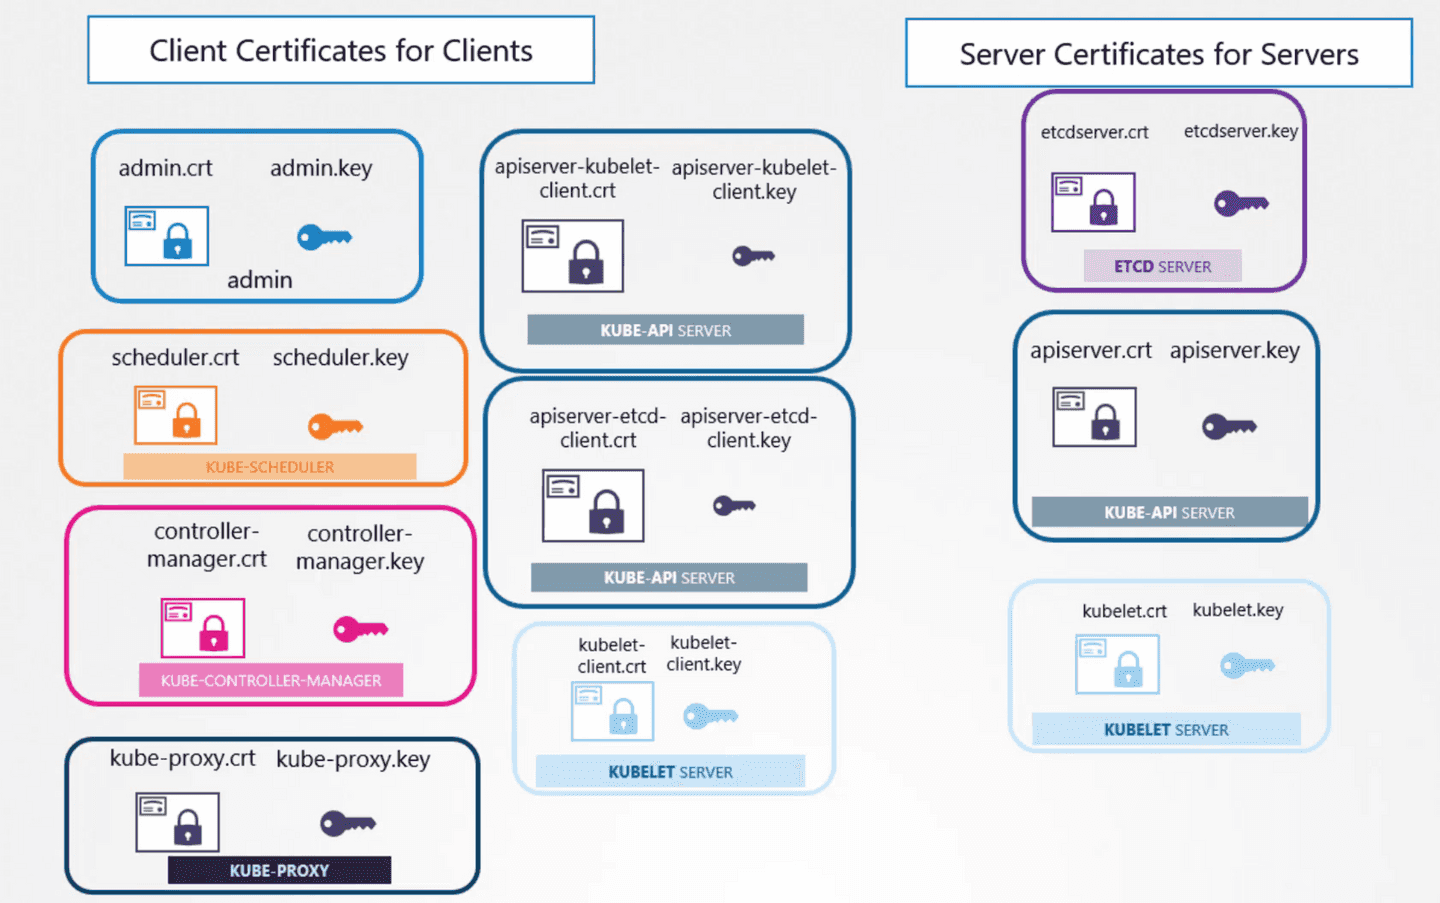 Client Certificates for Clients
admin.crt
admin.key
admin
scheduler.crt
scheduler.key
KUBE-SCHEDULER
controller-
manager.crt
controller-
manager.key
KUBE-CONTROLLER-MANAGER
kube-proxy.crt
kube-proxy.key
KUBE-PROXY
apiserver-kubelet-
client.crt
apiserver-kubelet-
client.key
KUBE-API SERVER
apiserver-etcd-
client.crt
apiserver-etcd-
client.key
KUBE-API SERVER
kubelet-
client.crt
kubelet-
client.key
KUBELET SERVER
Server Certificates for Servers
etcdserver.crt
etcdserver.key
ETCD SERVER
apiserver.crt
apiserver.key
KUBE-API SERVER
kubelet.crt
kubelet.key
KUBELET SERVER